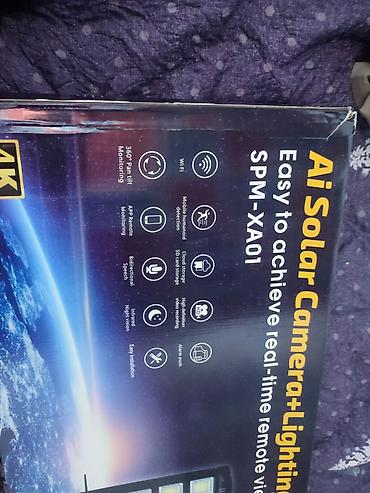 Ai Solar Camera+Lighting
Easy to achieve real-time remote vie
SPM-XA01
WiFi
Mobile humanoid
detection
Cloud storage
SD card storage
High definition
video recording
Alarm push
360° Pan tilt
Monitoring
APP Remote
Monitoring
Bidirectional
Speech
Infrared
Night vision
Easy installation
4K